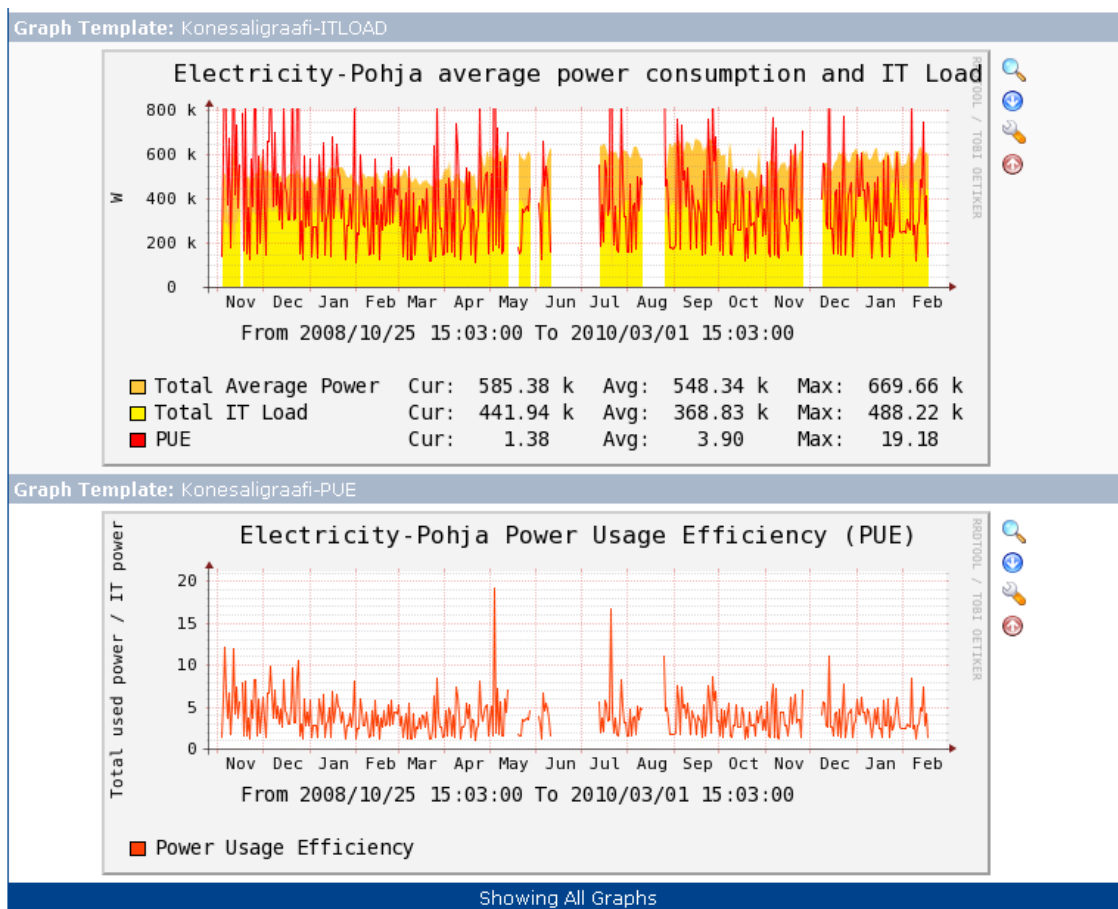 Graph Template: Konesaligraafi-ITLOAD
Electricity-Pohja average power consumption and IT Load
RRDTOOL / TOBI OETIKER
W
800 k
600 k
400 k
200 k
0
Nov Dec Jan Feb Mar Apr May Jun Jul Aug Sep Oct Nov Dec Jan Feb
From 2008/10/25 15:03:00 To 2010/03/01 15:03:00
Total Average Power Cur: 585.38 k Avg: 548.34 k Max: 669.66 k
Total IT Load Cur: 441.94 k Avg: 368.83 k Max: 488.22 k
PUE Cur: 1.38 Avg: 3.90 Max: 19.18
Graph Template: Konesaligraafi-PUE
Electricity-Pohja Power Usage Efficiency (PUE)
RRDTOOL / TOBI OETIKER
Total used power / IT power
20
15
10
5
0
Nov Dec Jan Feb Mar Apr May Jun Jul Aug Sep Oct Nov Dec Jan Feb
From 2008/10/25 15:03:00 To 2010/03/01 15:03:00
Power Usage Efficiency
Showing All Graphs